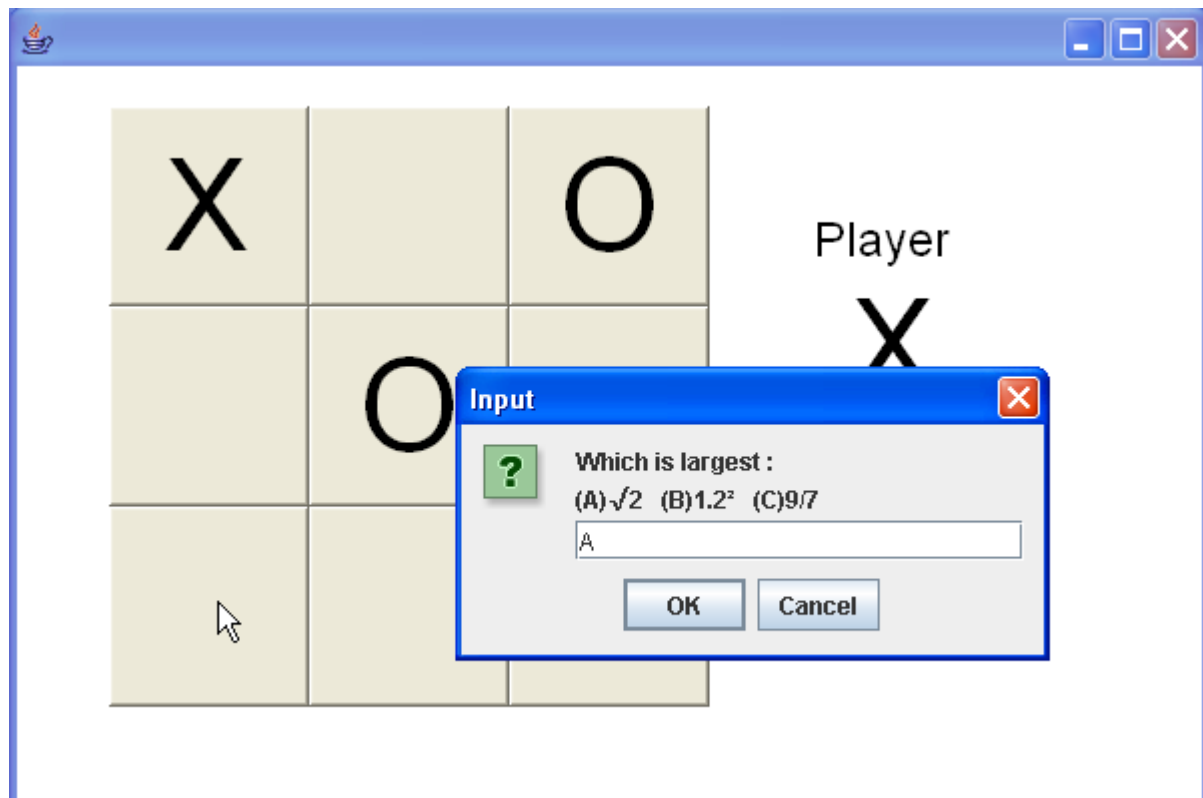 X O
Player
X
O
Input
Which is largest :
(A)√2 (B)1.2² (C)9/7
A
OK Cancel